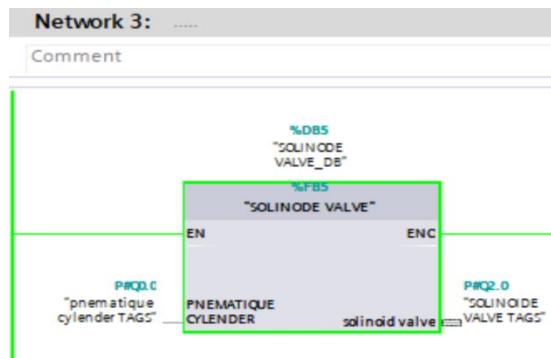 Network 3: .....
Comment
%DB5
"SOLINODE
VALVE_DB"
%FB5
"SOLINODE VALVE"
EN ENC
P#Q0.0
"pnematique
cylender TAGS"
PNEMATIQUE
CYLENDER
solinoid valve
P#Q2.0
"SOLINOIDE
VALVE TAGS"